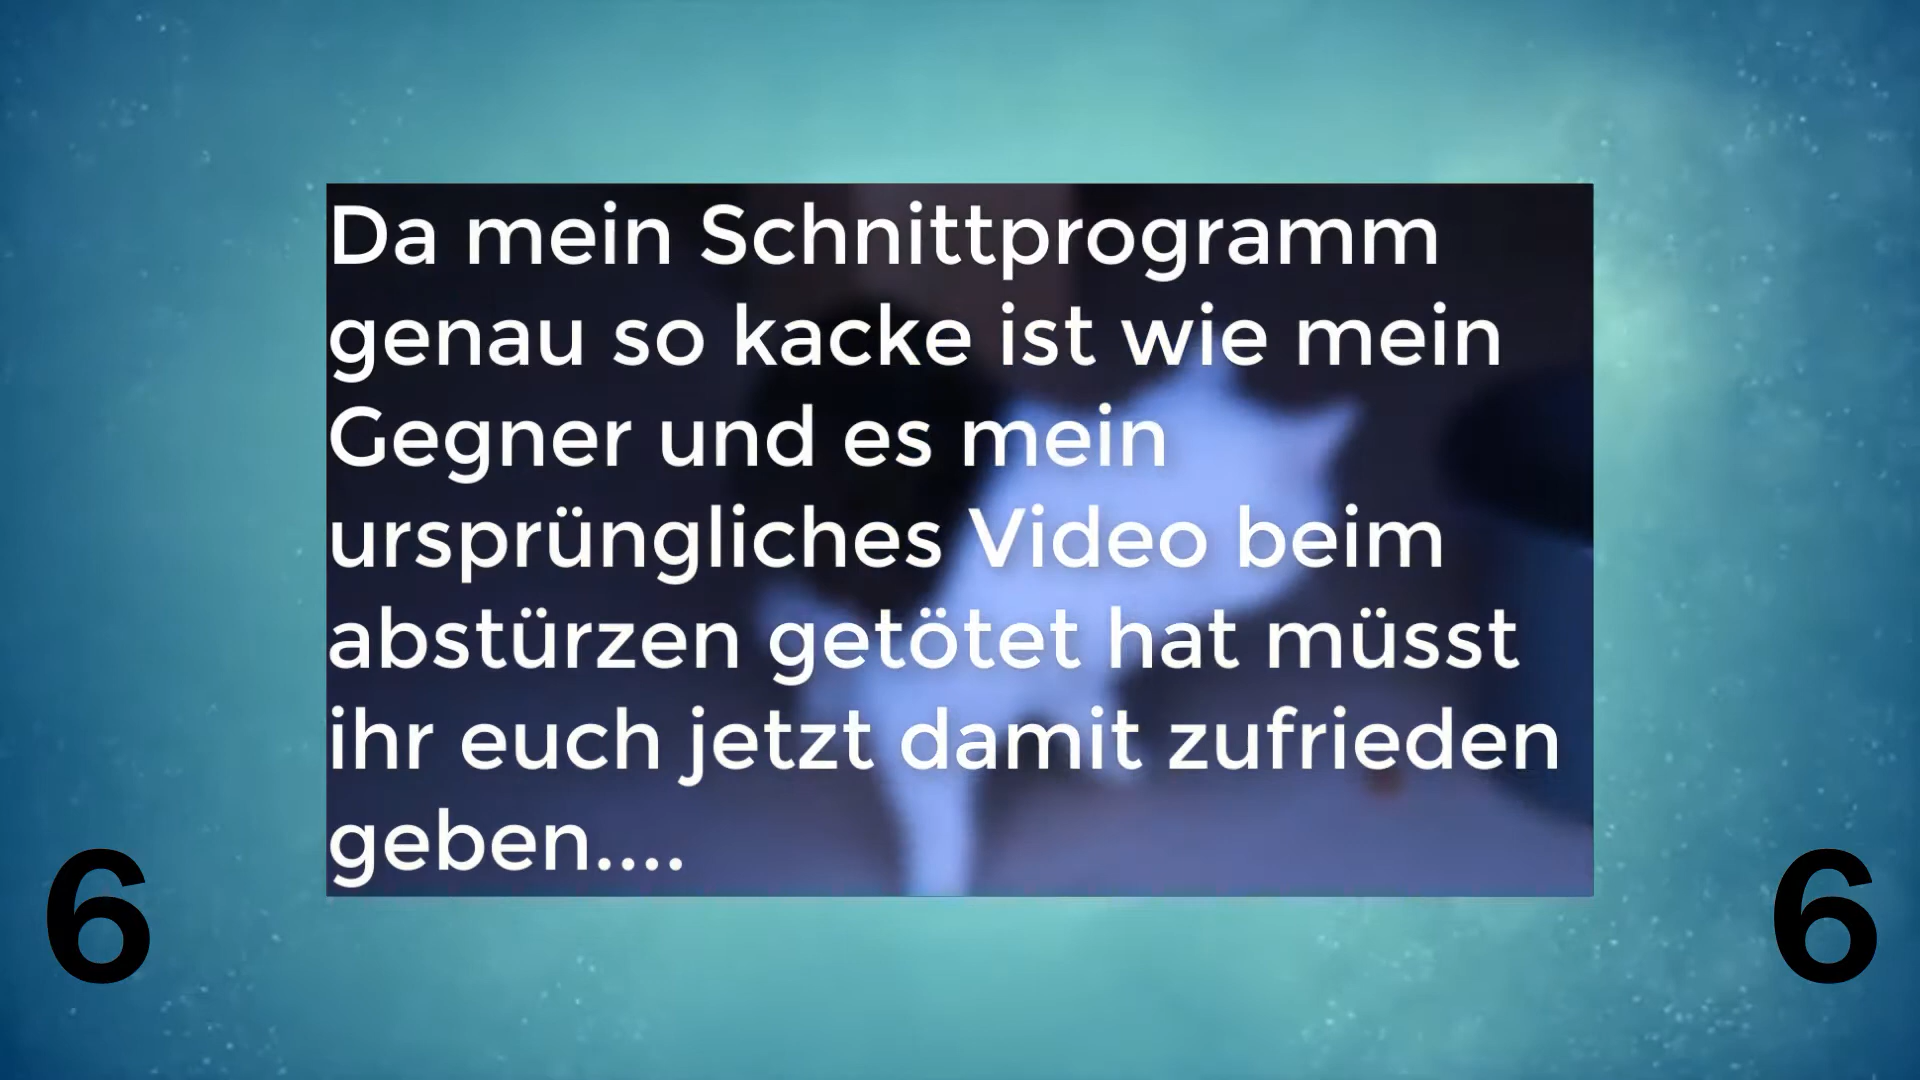 Da mein Schnittprogramm
genau so kacke ist wie mein
Gegner und es mein
ursprüngliches Video beim
abstürzen getötet hat müsst
ihr euch jetzt damit zufrieden
geben....
6
6